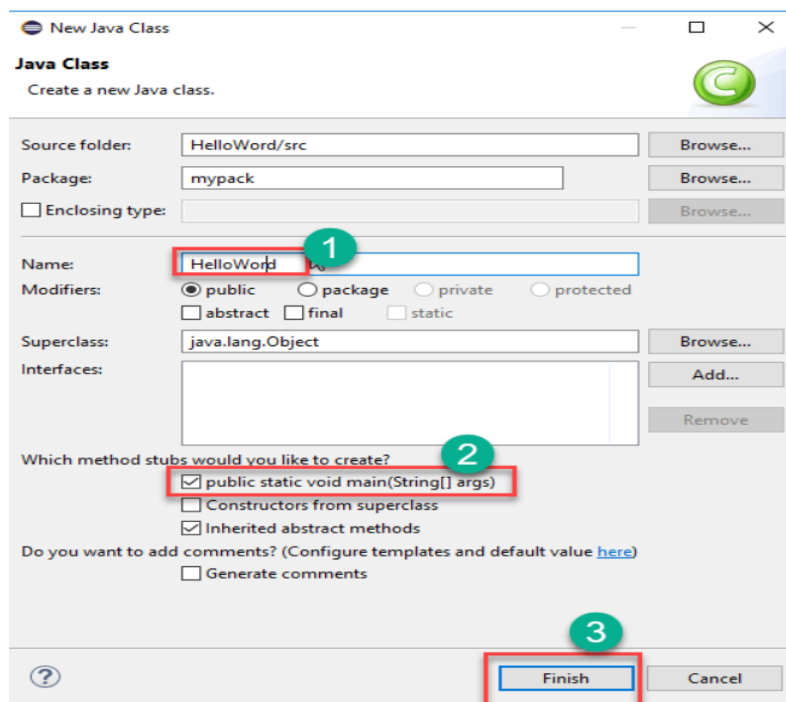 New Java Class
Java Class
Create a new Java class.
Source folder: HelloWord/src Browse...
Package: mypack Browse...
Enclosing type: Browse...
1
Name: HelloWord
Modifiers: public package private protected
abstract final static
Superclass: java.lang.Object Browse...
Interfaces: Add...
Remove
Which method stubs would you like to create?
2
public static void main(String[] args)
Constructors from superclass
Inherited abstract methods
Do you want to add comments? (Configure templates and default value here)
Generate comments
3
? Finish Cancel